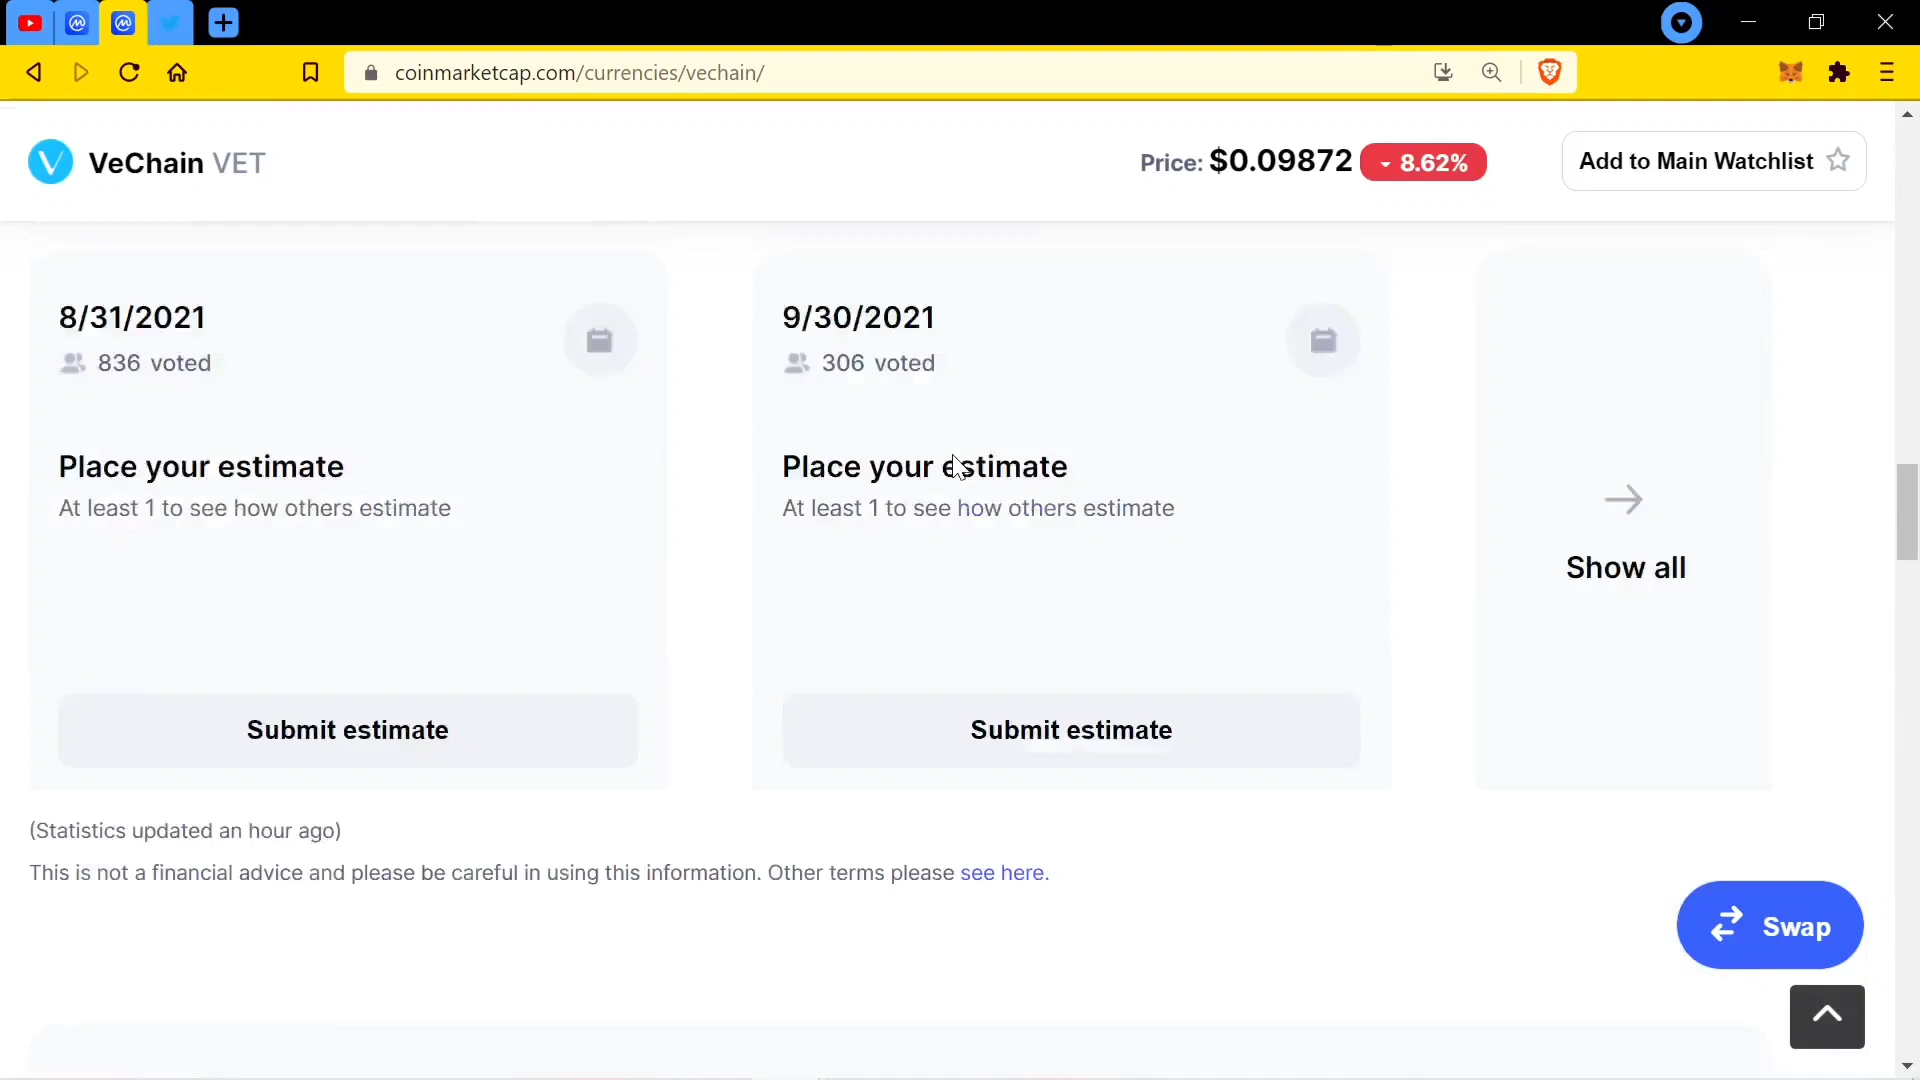 coinmarketcap.com/currencies/vechain/
VeChain VET
Price: $0.09872 8.62%
Add to Main Watchlist
8/31/2021
836 voted
Place your estimate
At least 1 to see how others estimate
Submit estimate
9/30/2021
306 voted
Place your estimate
At least 1 to see how others estimate
Submit estimate
Show all
(Statistics updated an hour ago)
This is not a financial advice and please be careful in using this information. Other terms please see here.
Swap